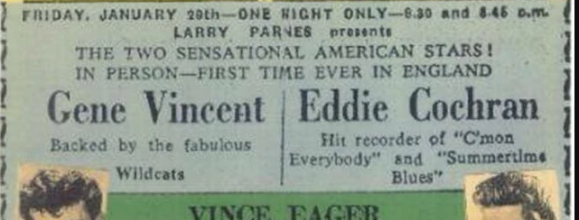 FRIDAY, JANUARY 29th—ONE NIGHT ONLY—6.30 and 8.45 p.m.
LARRY PARNES presents
THE TWO SENSATIONAL AMERICAN STARS!
IN PERSON—FIRST TIME EVER IN ENGLAND
Gene Vincent
Backed by the fabulous
Wildcats
Eddie Cochran
Hit recorder of "C'mon
Everybody" and "Summertime
Blues"
VINCE EAGER